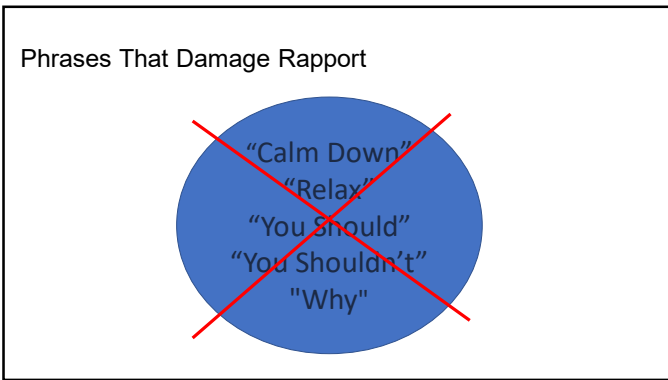 Phrases That Damage Rapport
“Calm Down”
“Relax”
“You Should”
“You Shouldn’t”
"Why"